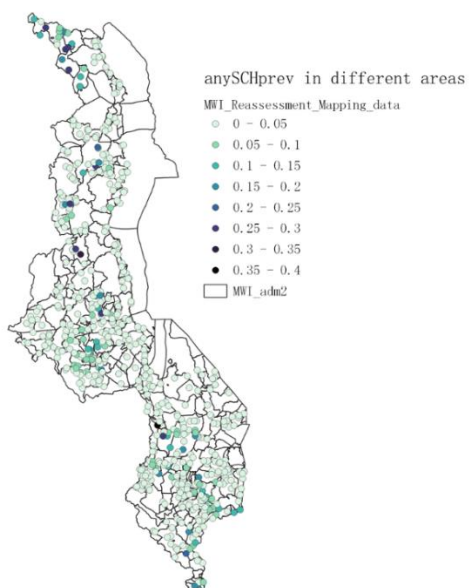 anySCHprev in different areas
MWI_Reassessment_Mapping_data
0 - 0.05
0.05 - 0.1
0.1 - 0.15
0.15 - 0.2
0.2 - 0.25
0.25 - 0.3
0.3 - 0.35
0.35 - 0.4
MWI_adm2